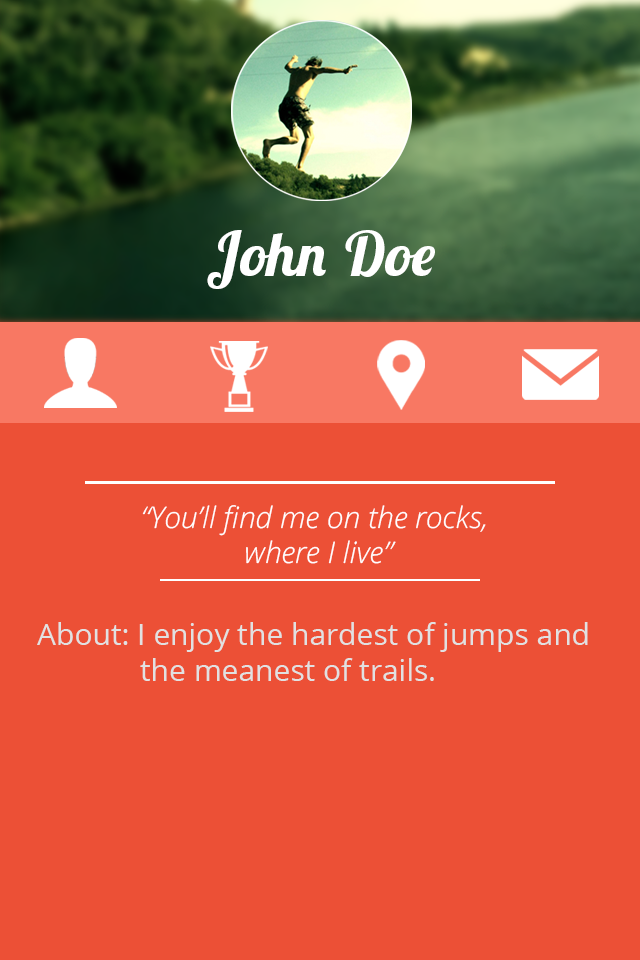 John Doe
“You’ll find me on the rocks,
where I live”
About: I enjoy the hardest of jumps and
the meanest of trails.